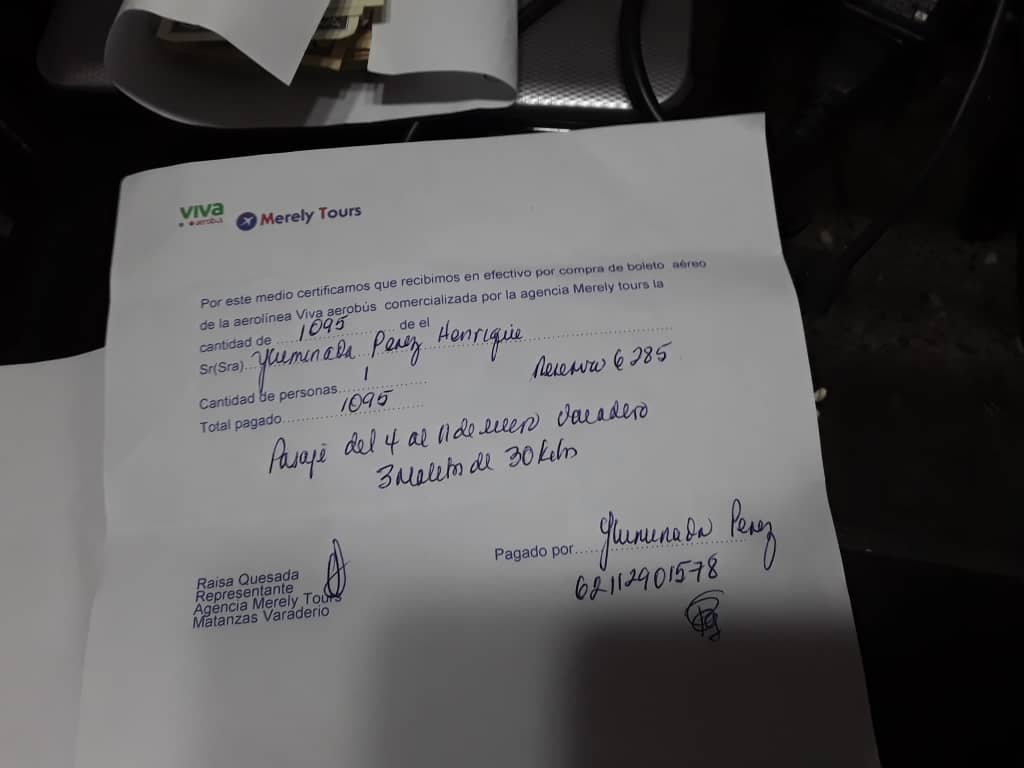 viva
aerobus
Merely Tours
Por este medio certificamos que recibimos en efectivo por compra de boleto aéreo
de la aerolínea Viva aerobús comercializada por la agencia Merely tours la
cantidad de ....1095............ de el
Sr(Sra)....Yluminada Perez Henrique.............
Cantidad de personas....1............
Reserva 6285
Total pagado............1095............
Pasaje del 4 al 11 de enero Varadero
3 Maletas de 30 kilos
Pagado por....Yluminada Perez
62112901578
Raisa Quesada
Representante
Agencia Merely Tours
Matanzas Varaderio